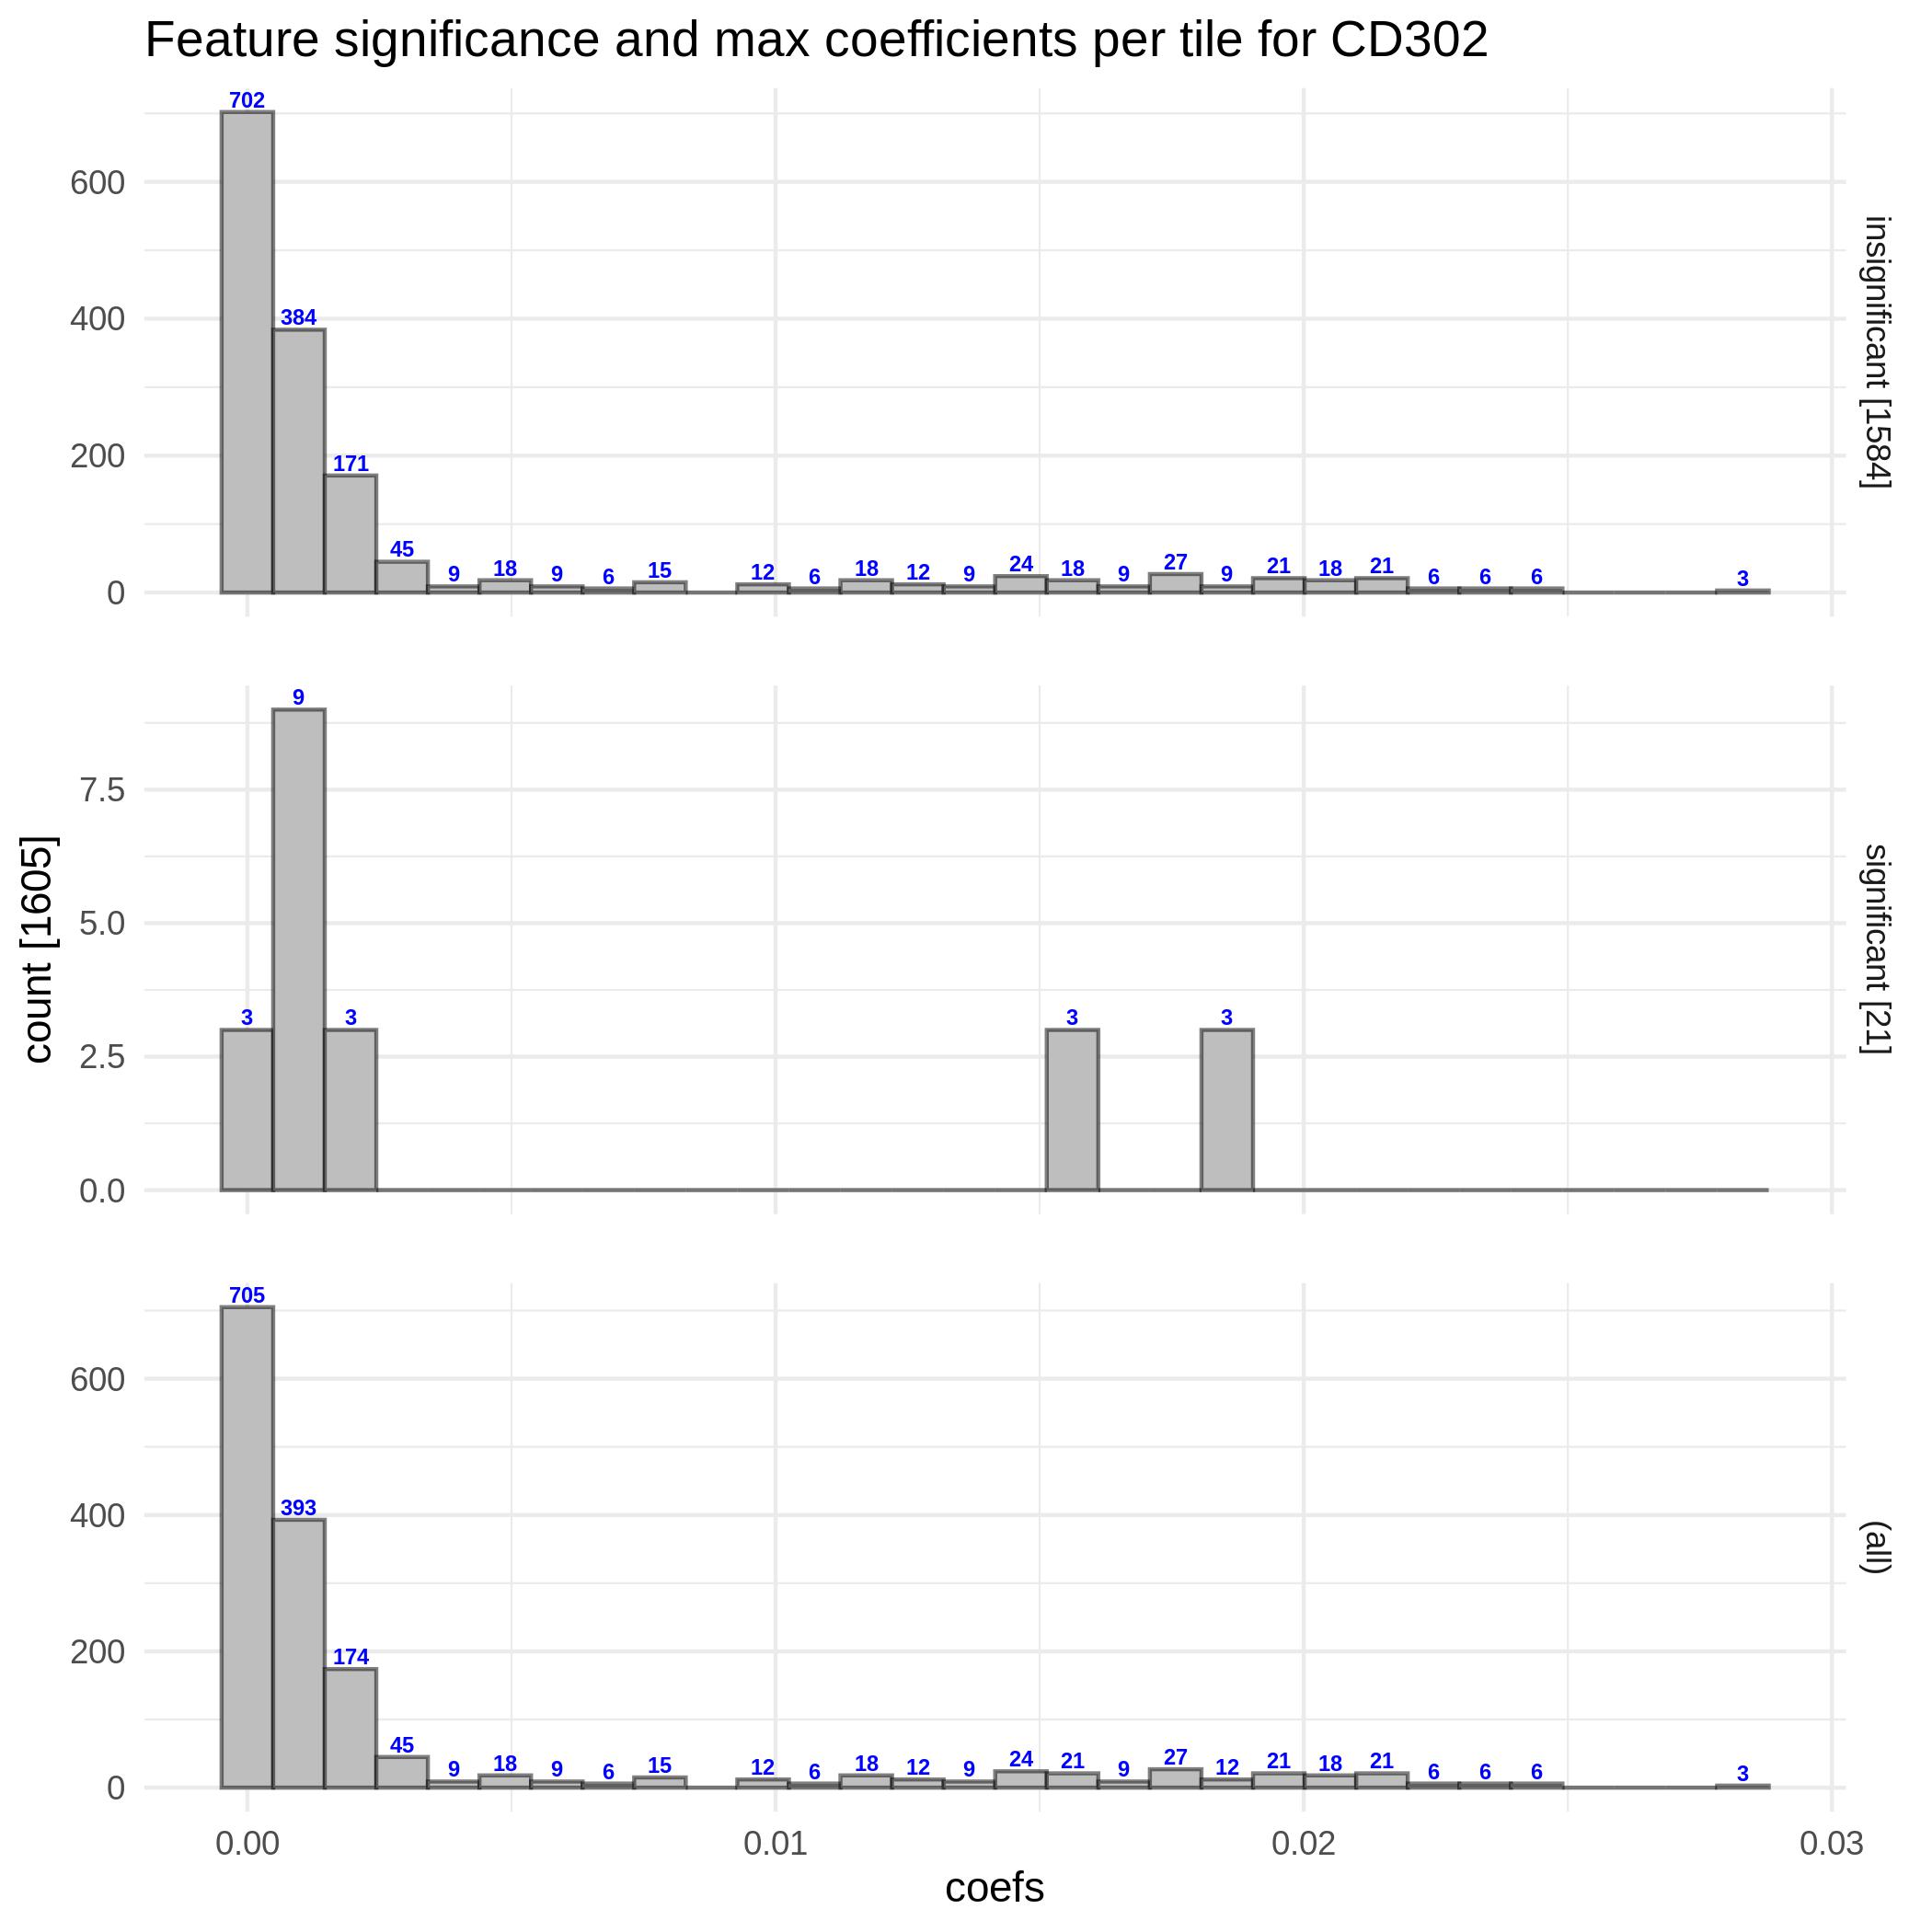 Feature significance and max coefficients per tile for CD302
702
384
171
45 9 18 9 6 15 12 6 18 12 9 24 18 9 27 9 21 18 21 6 6 6 3
600
400
200
0
insignificant [1584]
9
3 3 3 3
7.5
5.0
2.5
0.0
significant [21]
count [1605]
705
393
174
45 9 18 9 6 15 12 6 18 12 9 24 21 9 27 12 21 18 21 6 6 6 3
600
400
200
0
(all)
0.00 0.01 0.02 0.03
coefs